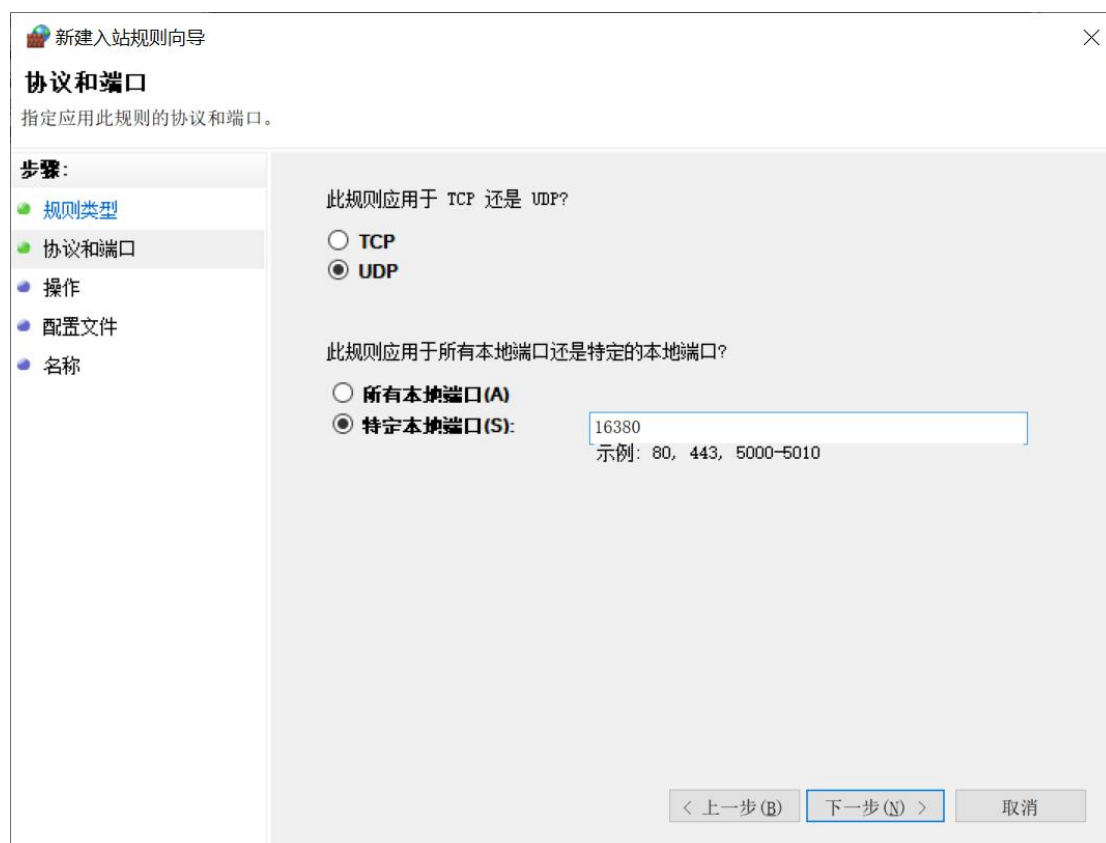 新建入站规则向导
协议和端口
指定应用此规则的协议和端口。
步骤:
规则类型
协议和端口
操作
配置文件
名称
此规则应用于 TCP 还是 UDP?
TCP
UDP
此规则应用于所有本地端口还是特定的本地端口?
所有本地端口(A)
特定本地端口(S):
16380
示例: 80, 443, 5000-5010
< 上一步(B)
下一步(N) >
取消